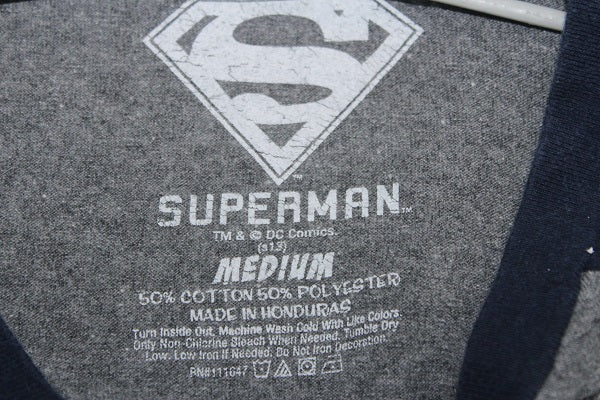 S
SUPERMAN™
TM & © DC Comics.
(s13)
MEDIUM
50% COTTON 50% POLYESTER
MADE IN HONDURAS
Turn Inside Out. Machine Wash Cold With Like Colors.
Only Non-Chlorine Bleach When Needed. Tumble Dry
Low. Low Iron If Needed. Do Not Iron Decoration.
RN#111647